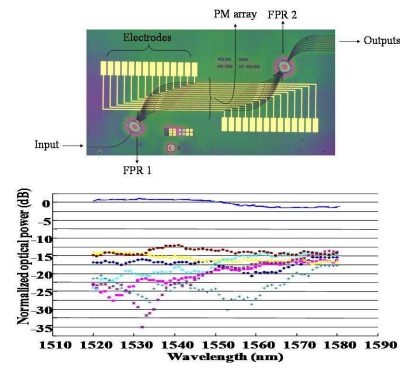 PM array FPR 2
Electrodes
Outputs
Input
FPR 1
Normalized optical power (dB)
0
-5
-10
-15
-20
-25
-30
-35
1510 1520 1530 1540 1550 1560 1570 1580 1590
Wavelength (nm)